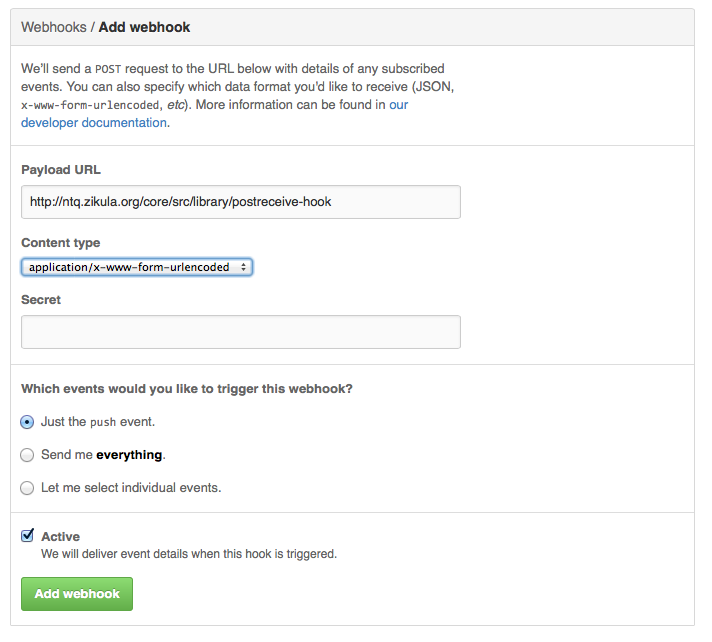 Webhooks / Add webhook
We'll send a POST request to the URL below with details of any subscribed
events. You can also specify which data format you'd like to receive (JSON,
x-www-form-urlencoded, etc). More information can be found in our
developer documentation.
Payload URL
http://ntq.zikula.org/core/src/library/postreceive-hook
Content type
application/x-www-form-urlencoded
Secret
Which events would you like to trigger this webhook?
Just the push event.
Send me everything.
Let me select individual events.
Active
We will deliver event details when this hook is triggered.
Add webhook